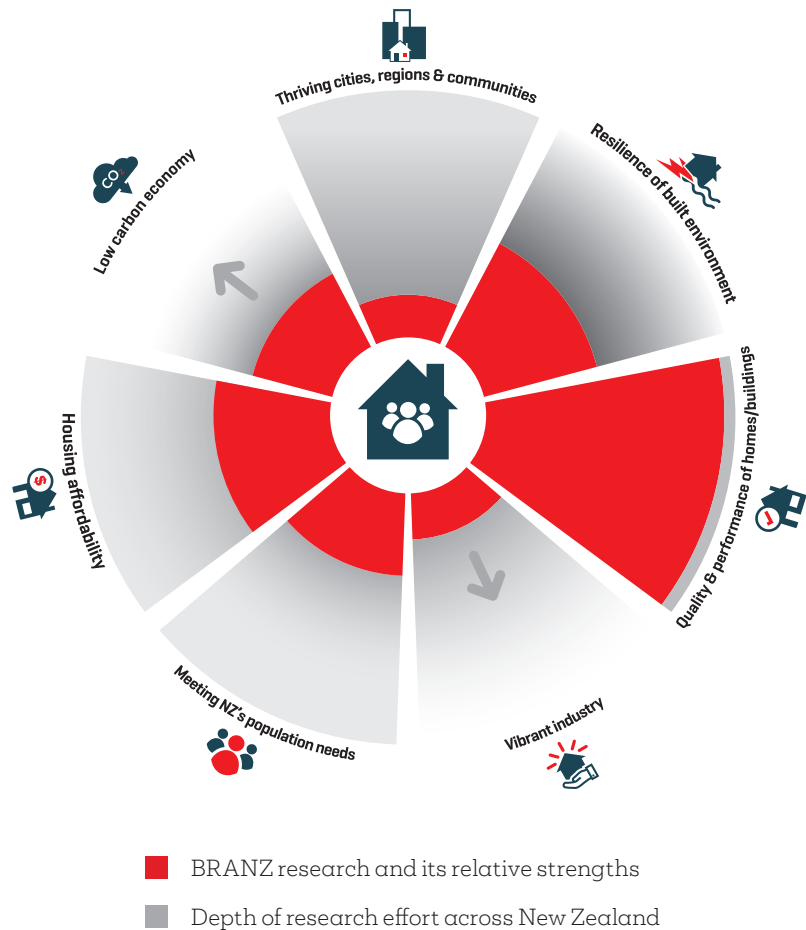 Thriving cities, regions & communities
Resilience of built environment
Quality & performance of homes/buildings
Vibrant industry
Meeting NZ's population needs
Housing affordability
$
Low carbon economy
CO2
BRANZ research and its relative strengths
Depth of research effort across New Zealand